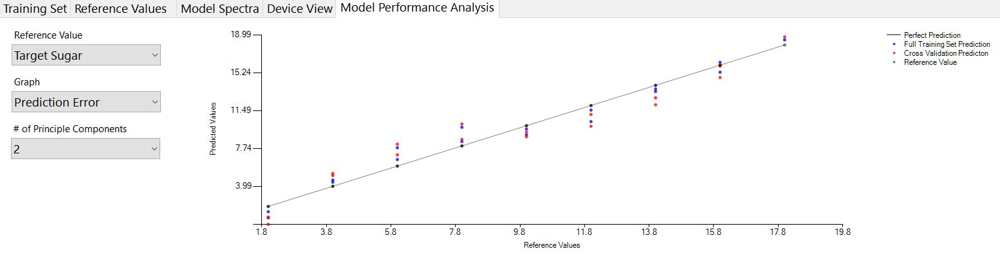 Training Set Reference Values Model Spectra Device View Model Performance Analysis
Reference Value
Target Sugar
Graph
Prediction Error
# of Principle Components
2
18.99
15.24
11.49
7.74
3.99
Predicted Values
1.8 3.8 5.8 7.8 9.8 11.8 13.8 15.8 17.8 19.8
Reference Values
Perfect Prediction
Full Training Set Prediction
Cross Validation Predicton
Reference Value